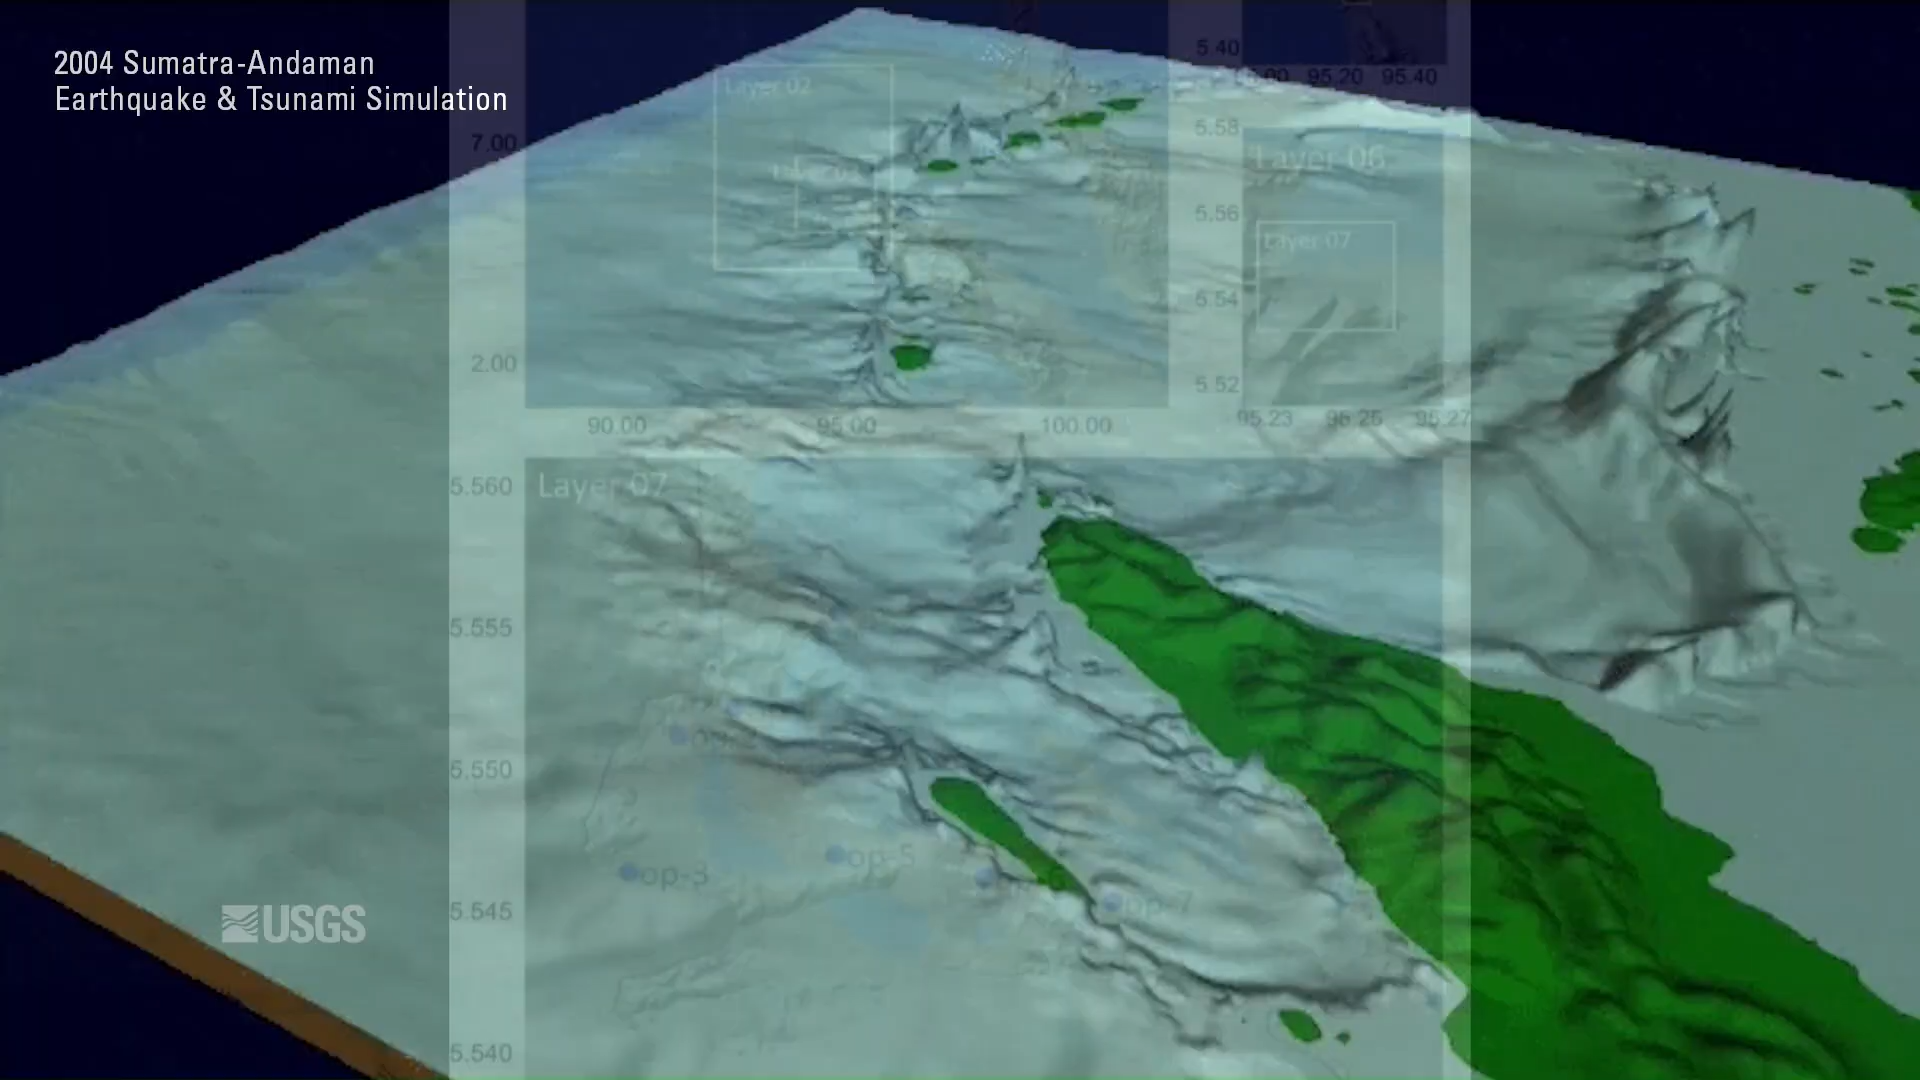 2004 Sumatra-Andaman
Earthquake & Tsunami Simulation
Layer 02
7.00
2.00
90.00 95.00 100.00
5.40
95.20 95.40
5.58
Layer 06
5.56
Layer 07
5.54
5.52
95.23 95.25 95.27
Layer 07
5.560
5.555
5.550
op-3
op-5
op-7
5.545
USGS
5.540